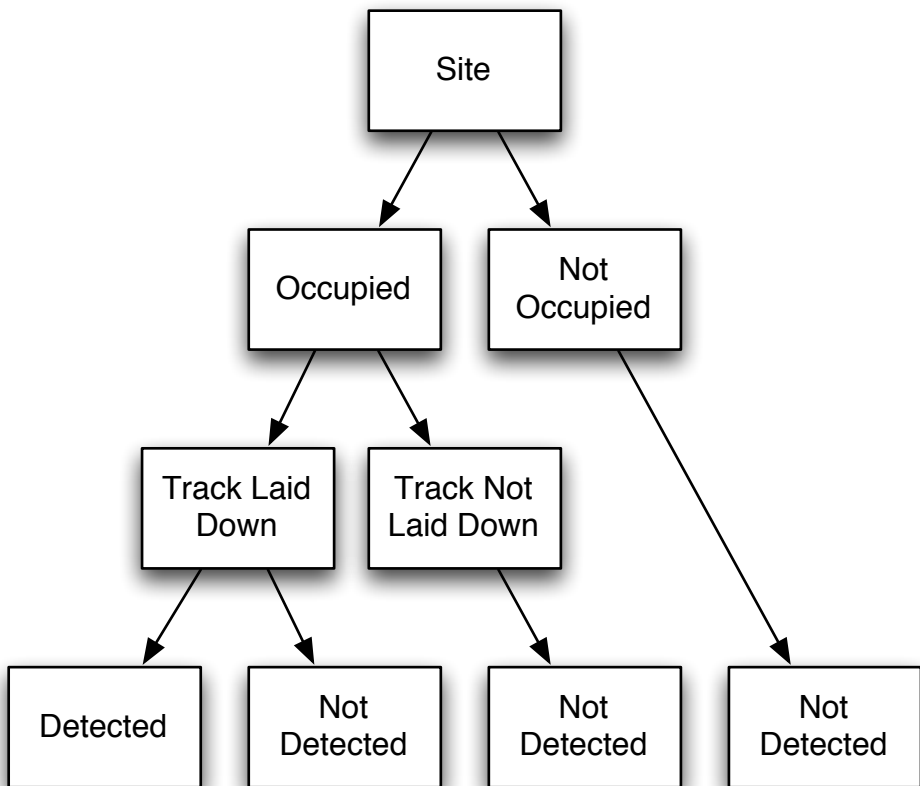 Site
Occupied
Not
Occupied
Track Laid
Down
Track Not
Laid Down
Detected
Not
Detected
Not
Detected
Not
Detected